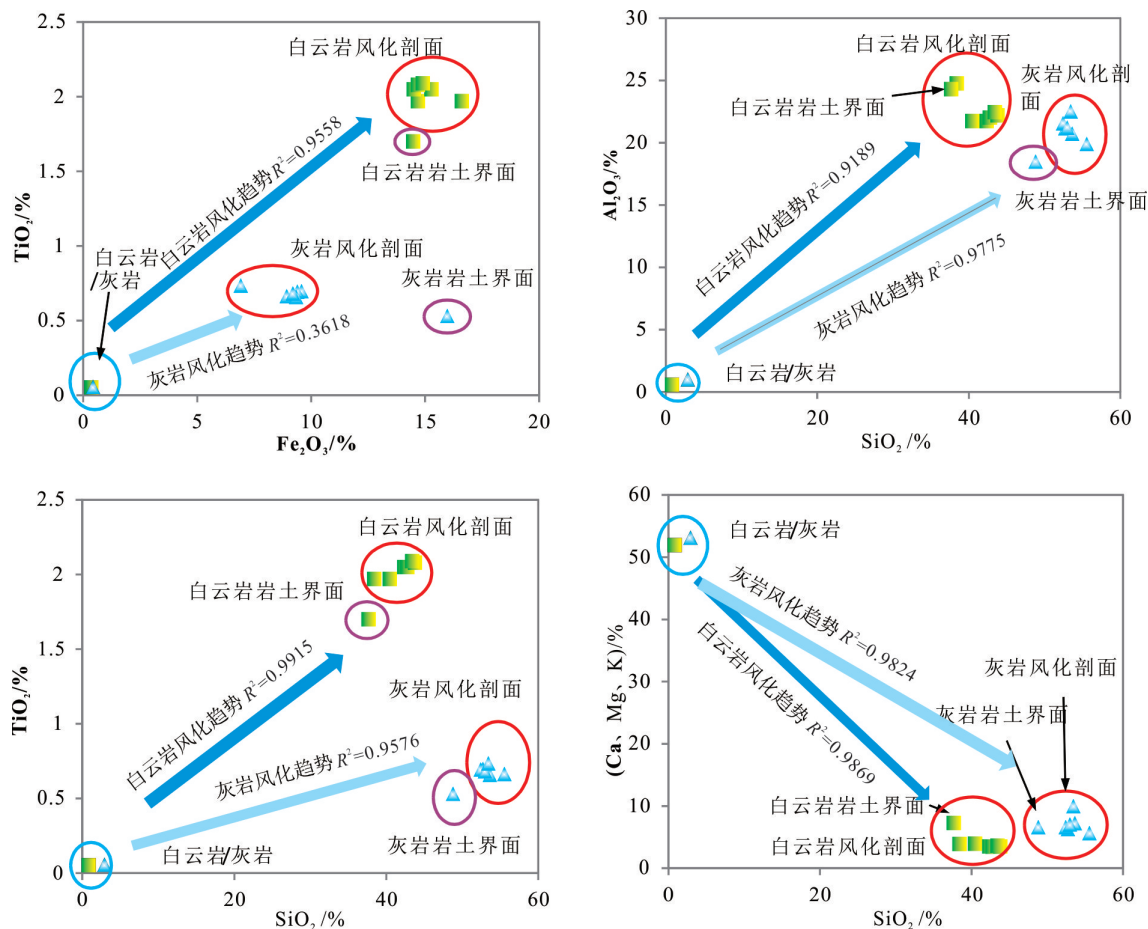 2.5
2
1.5
1
0.5
0
TiO₂/%
白云岩风化剖面
白云岩风化趋势 R²=0.9558
白云岩岩土界面
白云岩
/灰岩
灰岩风化剖面
灰岩岩土界面
灰岩风化趋势 R²=0.3618
0
5
10
15
20
Fe₂O₃/%
30
25
20
15
10
5
0
Al₂O₃/%
白云岩风化剖面
灰岩风化剖
面
白云岩岩土界面
白云岩风化趋势 R²=0.9189
灰岩岩土界面
灰岩风化趋势 R²=0.9775
白云岩/灰岩
0
20
40
60
SiO₂ /%
2.5
2
1.5
1
0.5
0
TiO₂/%
白云岩风化剖面
白云岩岩土界面
白云岩风化趋势 R²=0.9915
灰岩风化剖面
灰岩风化趋势 R²=0.9576
灰岩岩土界面
白云岩/灰岩
0
20
40
60
SiO₂ /%
60
50
40
30
20
10
0
(Ca、Mg、K)/%
白云岩/灰岩
灰岩风化趋势 R²=0.9824
白云岩风化趋势 R²=0.9869
灰岩风化剖面
灰岩岩土界面
白云岩岩土界面
白云岩风化剖面
0
20
40
60
SiO₂ /%